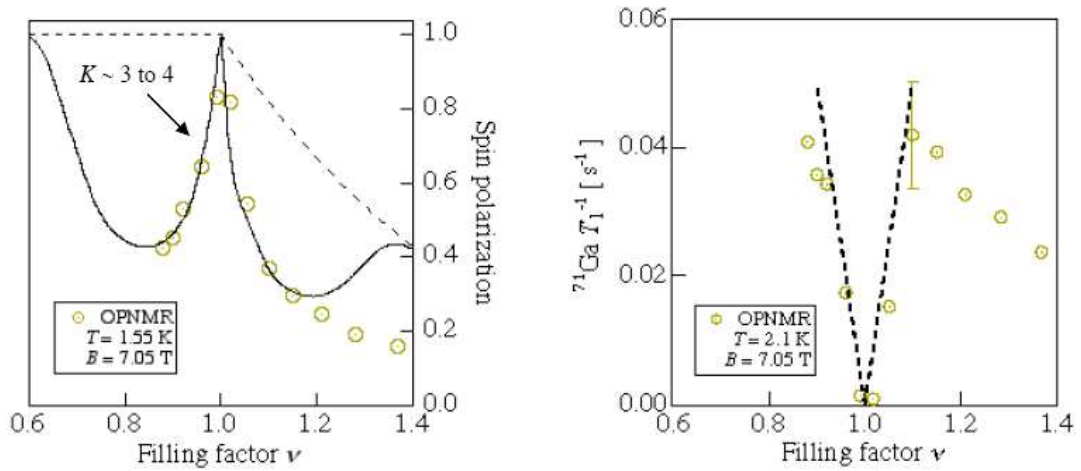 K ~ 3 to 4
OPNMR
T = 1.55 K
B = 7.05 T
0.6 0.8 1.0 1.2 1.4
Filling factor ν
1.0
0.8
0.6
0.4
0.2
0.0
Spin polarization
⁷¹Ga T₁⁻¹ [ s⁻¹ ]
0.06
0.04
0.02
0.00
OPNMR
T = 2.1 K
B = 7.05 T
0.6 0.8 1.0 1.2 1.4
Filling factor ν